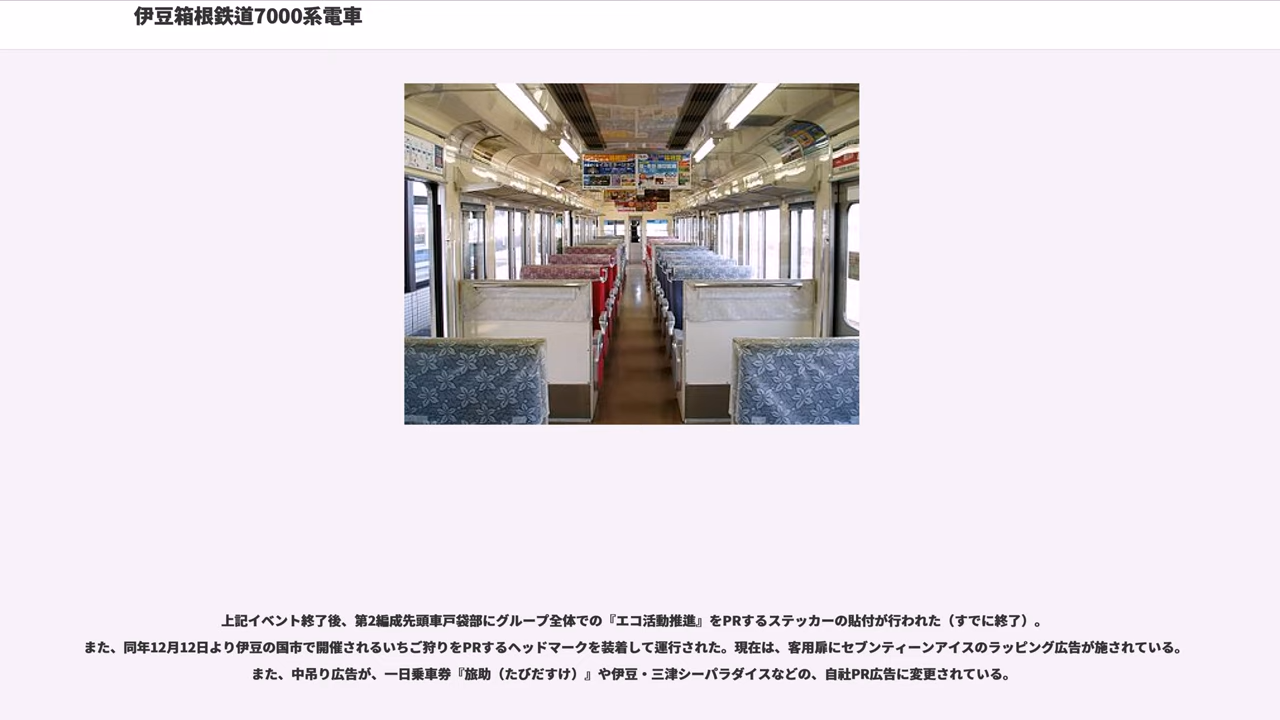 伊豆箱根鉄道7000系電車
上記イベント終了後、第2編成先頭車戸袋部にグループ全体での『エコ活動推進』をPRするステッカーの貼付が行われた（すでに終了）。
また、同年12月12日より伊豆の国市で開催されるいちご狩りをPRするヘッドマークを装着して運行された。現在は、客用扉にセブンティーンアイスのラッピング広告が施されている。
また、中吊り広告が、一日乗車券『旅助（たびだすけ）』や伊豆・三津シーパラダイスなどの、自社PR広告に変更されている。